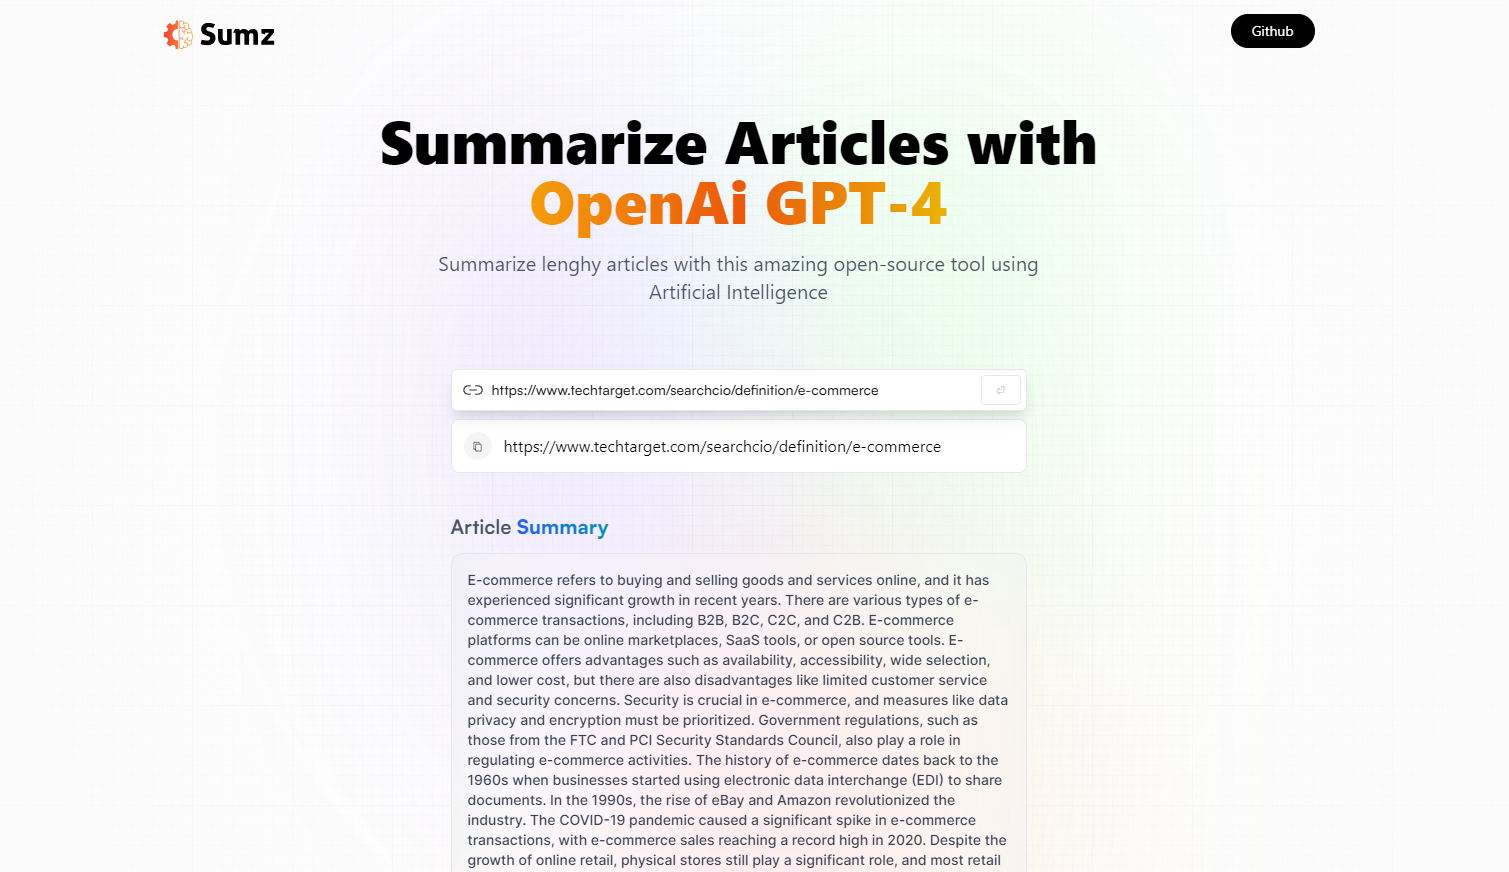 Sumz
Github
Summarize Articles with
OpenAi GPT-4
Summarize lenghy articles with this amazing open-source tool using
Artificial Intelligence
https://www.techtarget.com/searchcio/definition/e-commerce
https://www.techtarget.com/searchcio/definition/e-commerce
Article Summary
E-commerce refers to buying and selling goods and services online, and it has
experienced significant growth in recent years. There are various types of e-
commerce transactions, including B2B, B2C, C2C, and C2B. E-commerce
platforms can be online marketplaces, SaaS tools, or open source tools. E-
commerce offers advantages such as availability, accessibility, wide selection,
and lower cost, but there are also disadvantages like limited customer service
and security concerns. Security is crucial in e-commerce, and measures like data
privacy and encryption must be prioritized. Government regulations, such as
those from the FTC and PCI Security Standards Council, also play a role in
regulating e-commerce activities. The history of e-commerce dates back to the
1960s when businesses started using electronic data interchange (EDI) to share
documents. In the 1990s, the rise of eBay and Amazon revolutionized the
industry. The COVID-19 pandemic caused a significant spike in e-commerce
transactions, with e-commerce sales reaching a record high in 2020. Despite the
growth of online retail, physical stores still play a significant role, and most retail